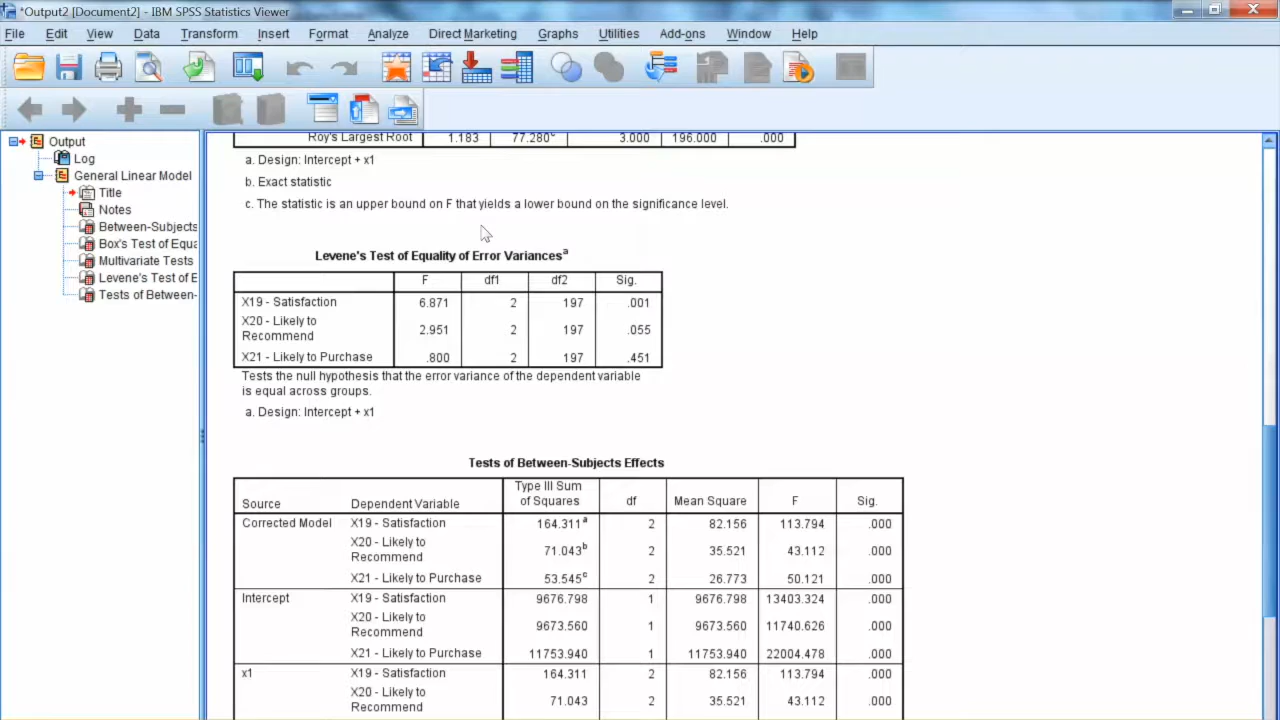 *Output2 [Document2] - IBM SPSS Statistics Viewer
File Edit View Data Transform Insert Format Analyze Direct Marketing Graphs Utilities Add-ons Window Help
Output
Log
General Linear Model
Title
Notes
Between-Subjects
Box's Test of Equa
Multivariate Tests
Levene's Test of E
Tests of Between-
Roy's Largest Root 1.183 77.280c 3.000 196.000 .000
a. Design: Intercept + x1
b. Exact statistic
c. The statistic is an upper bound on F that yields a lower bound on the significance level.
Levene's Test of Equality of Error Variancesa
F df1 df2 Sig.
X19 - Satisfaction 6.871 2 197 .001
X20 - Likely to
Recommend 2.951 2 197 .055
X21 - Likely to Purchase .800 2 197 .451
Tests the null hypothesis that the error variance of the dependent variable
is equal across groups.
a. Design: Intercept + x1
Tests of Between-Subjects Effects
Source Dependent Variable Type III Sum
of Squares df Mean Square F Sig.
Corrected Model X19 - Satisfaction 164.311a 2 82.156 113.794 .000
X20 - Likely to
Recommend 71.043b 2 35.521 43.112 .000
X21 - Likely to Purchase 53.545c 2 26.773 50.121 .000
Intercept X19 - Satisfaction 9676.798 1 9676.798 13403.324 .000
X20 - Likely to
Recommend 9673.560 1 9673.560 11740.626 .000
X21 - Likely to Purchase 11753.940 1 11753.940 22004.478 .000
x1 X19 - Satisfaction 164.311 2 82.156 113.794 .000
X20 - Likely to
Recommend 71.043 2 35.521 43.112 .000